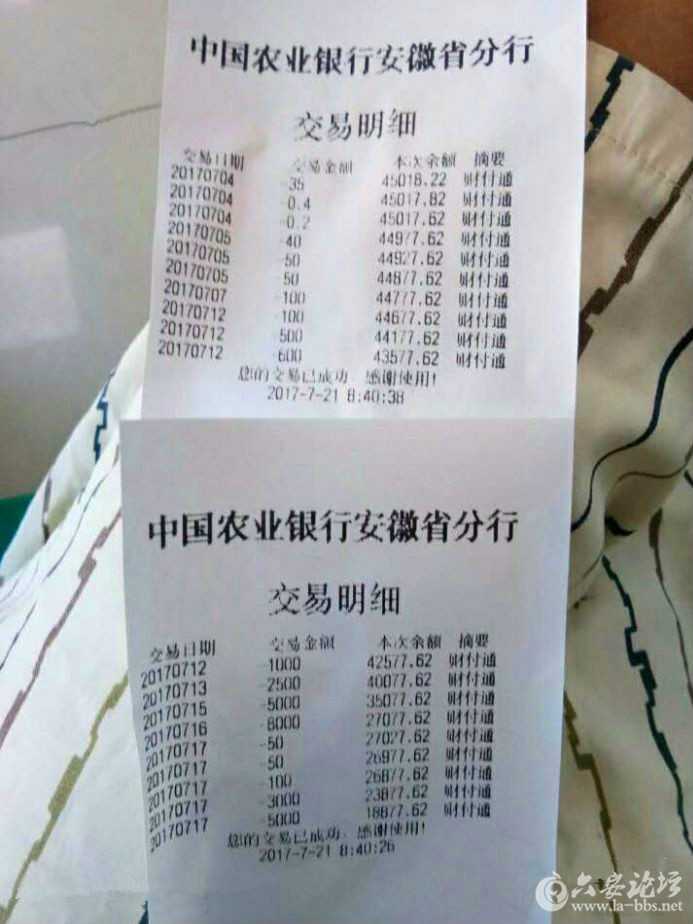 中国农业银行安徽省分行
交易明细
交易日期 交易金额 本次余额 摘要
20170704 -35 45018.22 财付通
20170704 -0.4 45017.82 财付通
20170704 -0.2 45017.62 财付通
20170705 -40 44977.62 财付通
20170705 -50 44927.62 财付通
20170705 -50 44877.62 财付通
20170707 -100 44777.62 财付通
20170712 -100 44677.62 财付通
20170712 -500 44177.62 财付通
20170712 -600 43577.62 财付通
您的交易已成功、感谢使用!
2017-7-21 8:40:38
中国农业银行安徽省分行
交易明细
交易日期 交易金额 本次余额 摘要
20170712 -1000 42577.62 财付通
20170713 -2500 40077.62 财付通
20170715 -5000 35077.62 财付通
20170716 -8000 27077.62 财付通
20170717 -50 27027.62 财付通
20170717 -50 26977.62 财付通
20170717 -100 26877.62 财付通
20170717 -3000 23877.62 财付通
20170717 -5000 18877.62 财付通
您的交易已成功、感谢使用!
2017-7-21 8:40:26
六安论坛
www.la-bbs.net